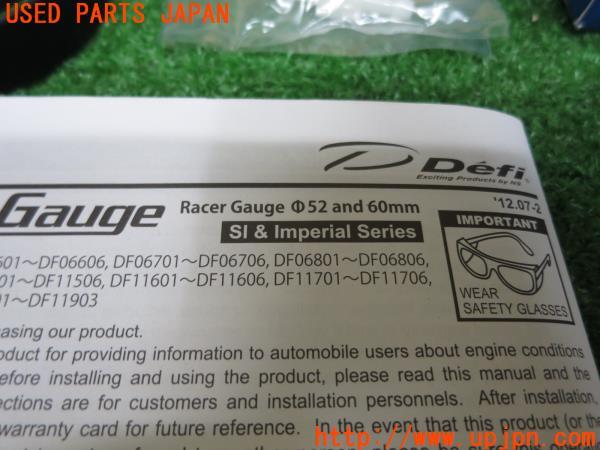 USED PARTS JAPAN
Défi
Exciting Products by NS
Gauge Racer Gauge Φ52 and 60mm '12.07-2
SI & Imperial Series
IMPORTANT
WEAR
SAFETY GLASSES
601～DF06606, DF06701～DF06706, DF06801～DF06806,
01～DF11506, DF11601～DF11606, DF11701～DF11706,
01～DF11903
asing our product.
oduct for providing information to automobile users about engine conditions
efore installing and using the product, please read this manual and the
ections are for customers and installation personnels. After installation,
warranty card for future reference. In the event that this product (or the
http://www.upjpn.com/